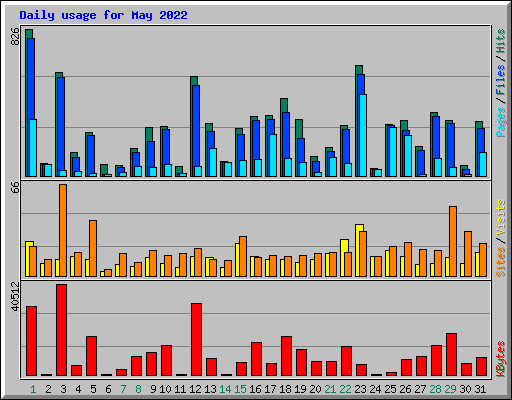 Daily usage for May 2022
826
Pages / Files / Hits
66
Sites / Visits
40512
KBytes
1 2 3 4 5 6 7 8 9 10 11 12 13 14 15 16 17 18 19 20 21 22 23 24 25 26 27 28 29 30 31